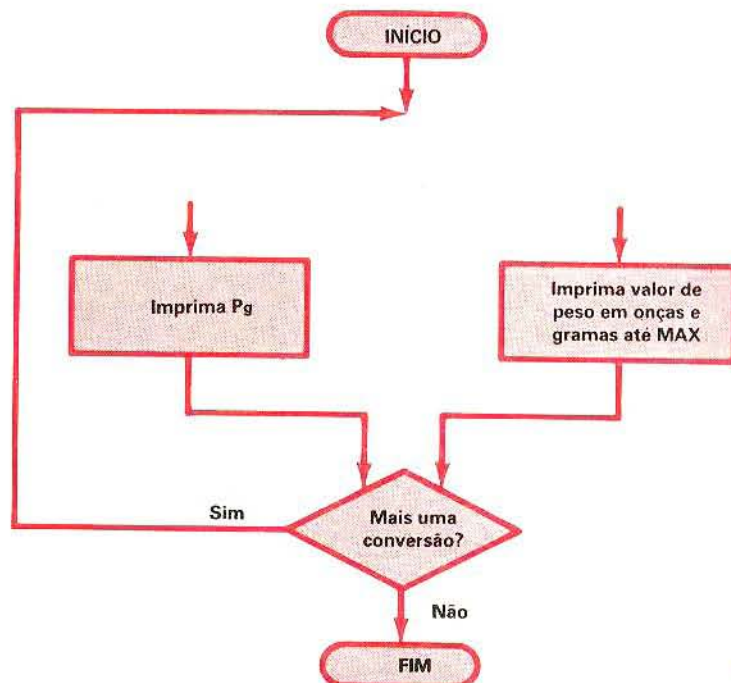 INÍCIO
Imprima Pg
Imprima valor de
peso em onças e
gramas até MAX
Sim
Mais uma
conversão?
Não
FIM